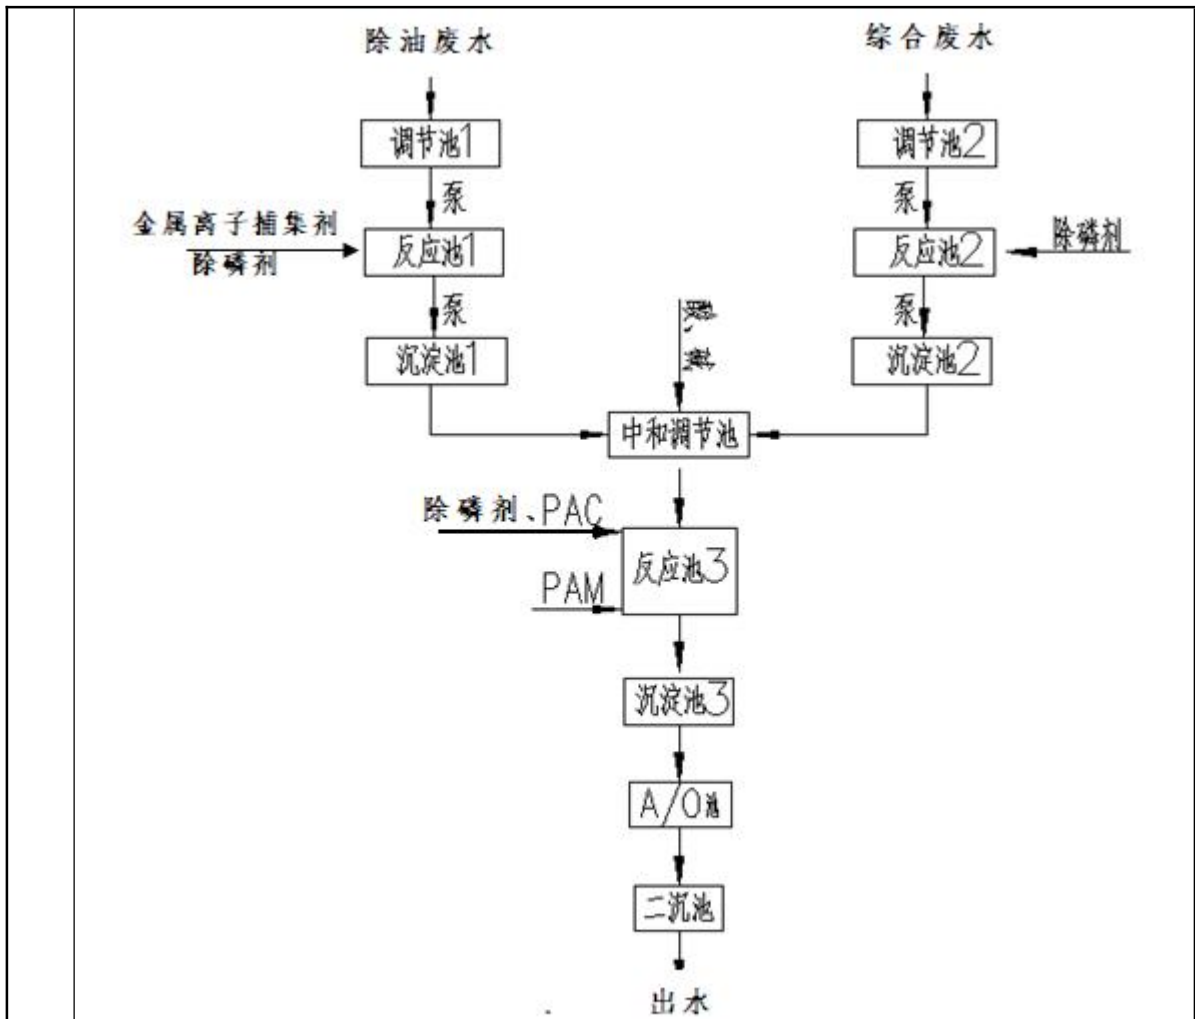 除油废水
综合废水
调节池1
调节池2
泵
泵
金属离子捕集剂
除磷剂
反应池1
反应池2
除磷剂
泵
泵
酸、碱
沉淀池1
沉淀池2
中和调节池
除磷剂、PAC
反应池3
PAM
沉淀池3
A/O池
二沉池
出水